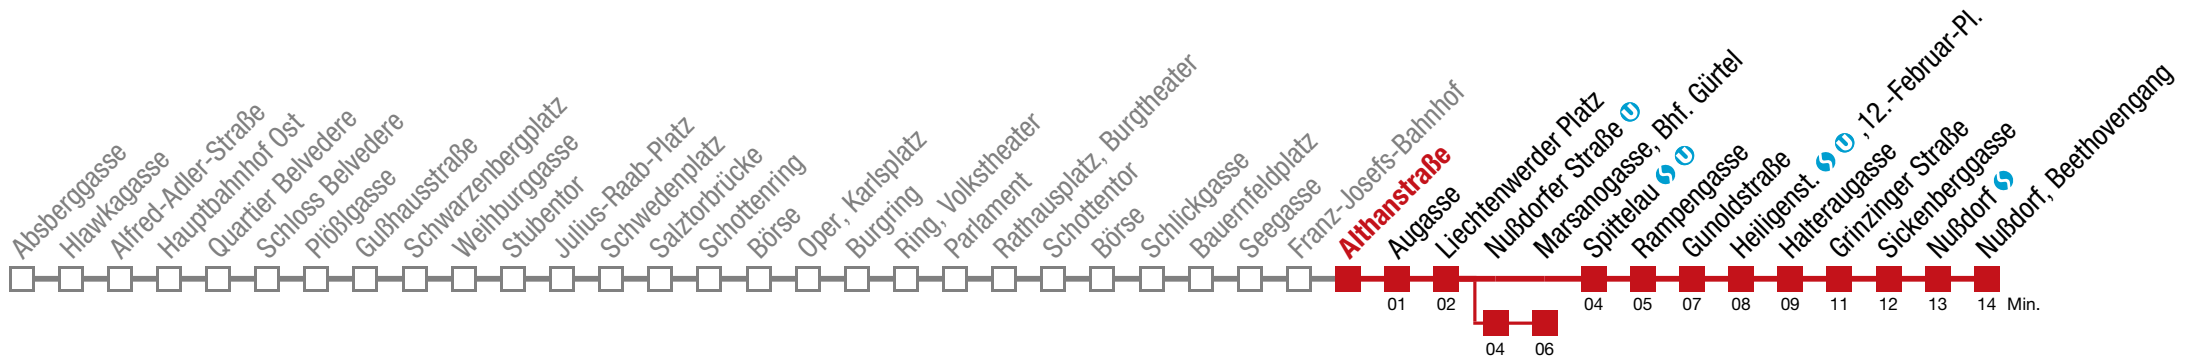 Absberggasse
Hlawkagasse
Alfred-Adler-Straße
Hauptbahnhof Ost
Quartier Belvedere
Schloss Belvedere
Plößlgasse
Gußhausstraße
Schwarzenbergplatz
Weihburggasse
Stubentor
Julius-Raab-Platz
Schwedenplatz
Salztorbrücke
Schottenring
Börse
Oper, Karlsplatz
Burgring
Ring, Volkstheater
Parlament
Rathausplatz, Burgtheater
Schottentor
Börse
Schlickgasse
Bauernfeldplatz
Seegasse
Franz-Josefs-Bahnhof
Althanstraße
Augasse
Liechtenwerder Platz
Nußdorfer Straße U
Marsanogasse, Bhf. Gürtel
Spittelau S U
Rampengasse
Gunoldstraße
Heiligenst. S U ,12.-Februar-Pl.
Halteraugasse
Grinzinger Straße
Sickenberggasse
Nußdorf S
Nußdorf, Beethovengang
01 02 04 05 07 08 09 11 12 13 14 Min.
04 06